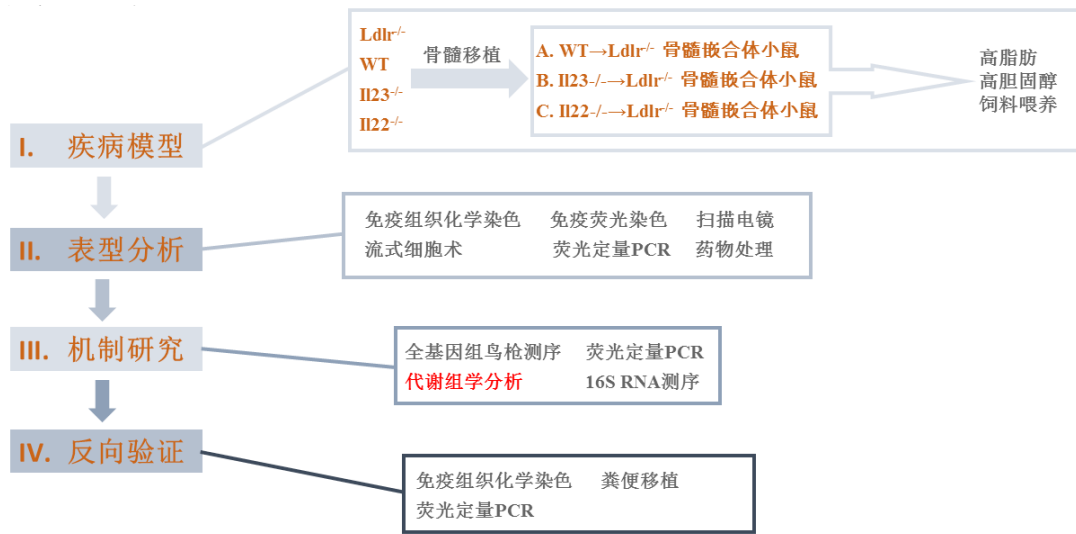 Ldlr-/-
WT
Il23-/-
Il22-/-
骨髓移植
A. WT→Ldlr-/- 骨髓嵌合体小鼠
B. Il23-/-→Ldlr-/- 骨髓嵌合体小鼠
C. Il22-/-→Ldlr-/- 骨髓嵌合体小鼠
高脂肪
高胆固醇
饲料喂养
I. 疾病模型
II. 表型分析
免疫组织化学染色 免疫荧光染色 扫描电镜
流式细胞术 荧光定量PCR 药物处理
III. 机制研究
全基因组鸟枪测序 荧光定量PCR
代谢组学分析 16S RNA测序
IV. 反向验证
免疫组织化学染色 粪便移植
荧光定量PCR